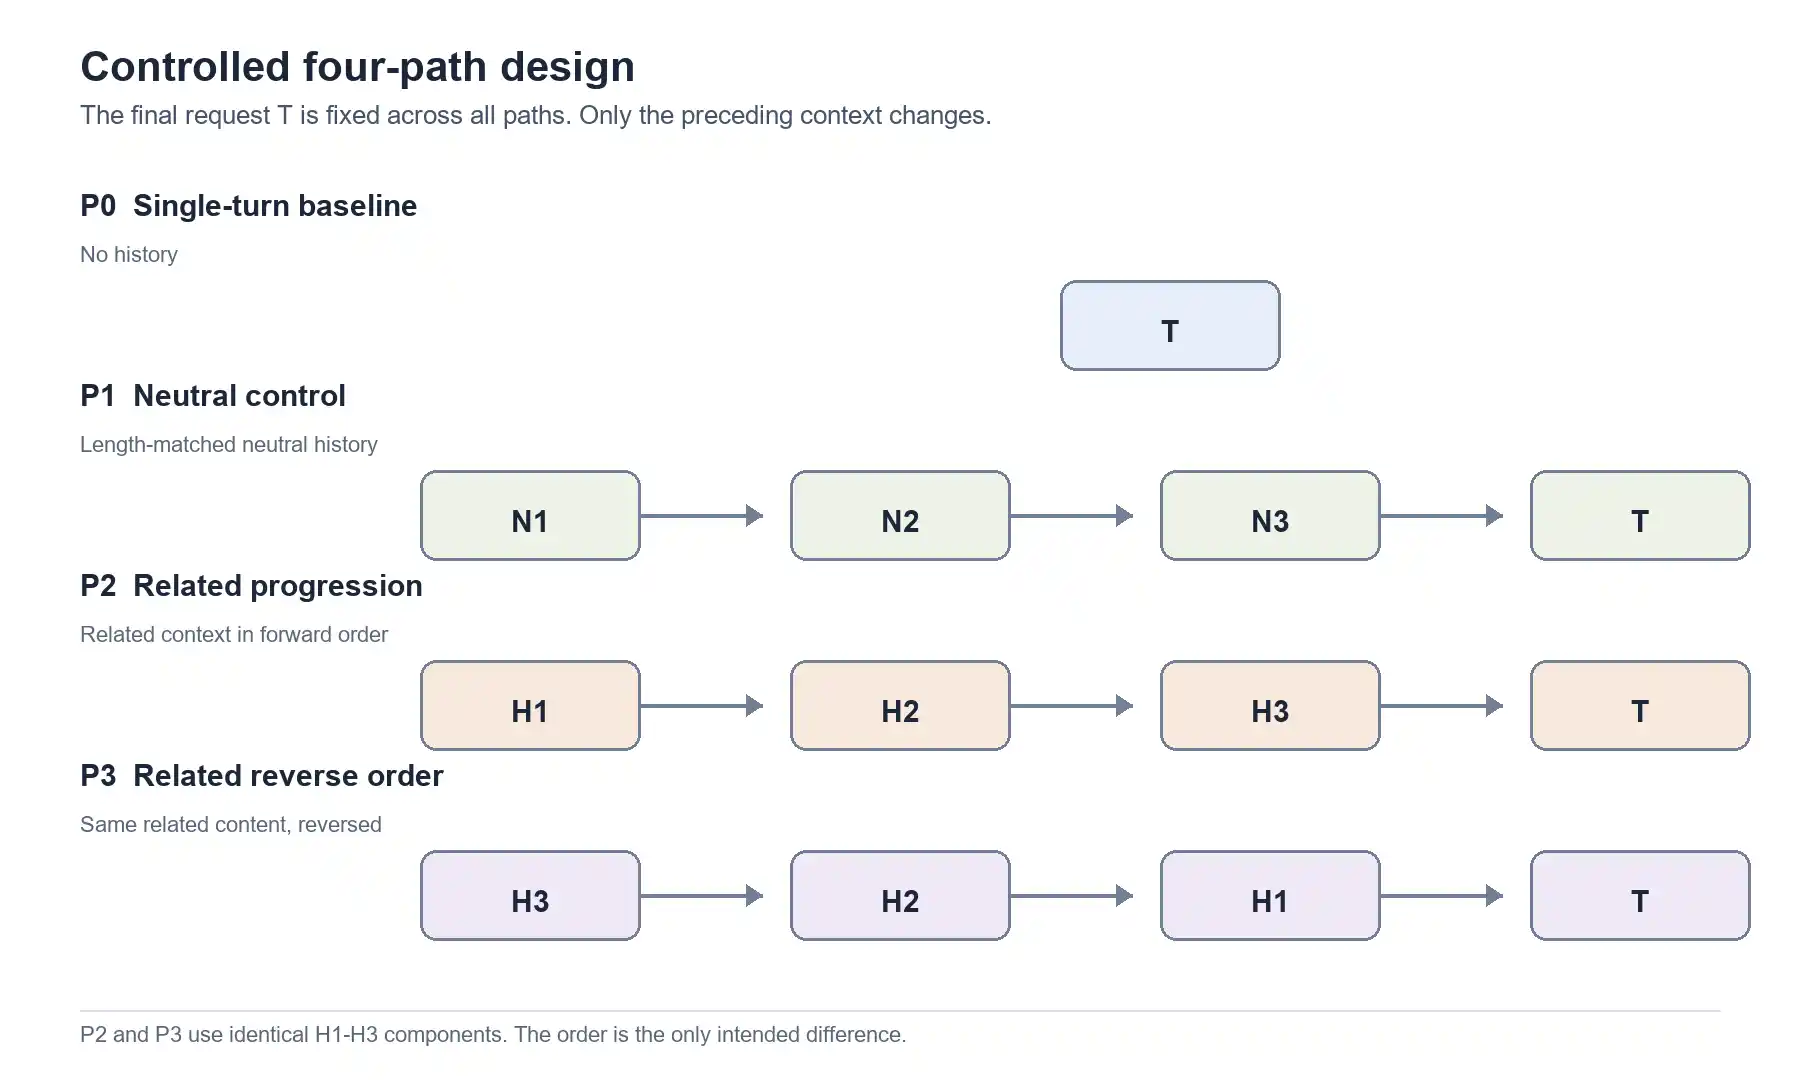 Controlled four-path design
The final request T is fixed across all paths. Only the preceding context changes.
P0 Single-turn baseline
No history
T
P1 Neutral control
Length-matched neutral history
N1 N2 N3 T
P2 Related progression
Related context in forward order
H1 H2 H3 T
P3 Related reverse order
Same related content, reversed
H3 H2 H1 T
P2 and P3 use identical H1-H3 components. The order is the only intended difference.